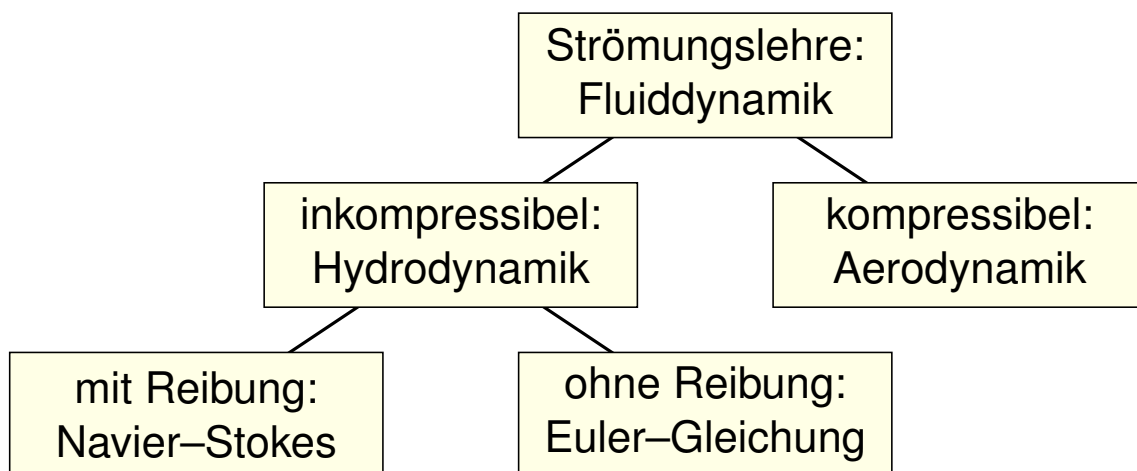 Strömungslehre:
Fluiddynamik
inkompressibel:
Hydrodynamik
kompressibel:
Aerodynamik
mit Reibung:
Navier–Stokes
ohne Reibung:
Euler–Gleichung